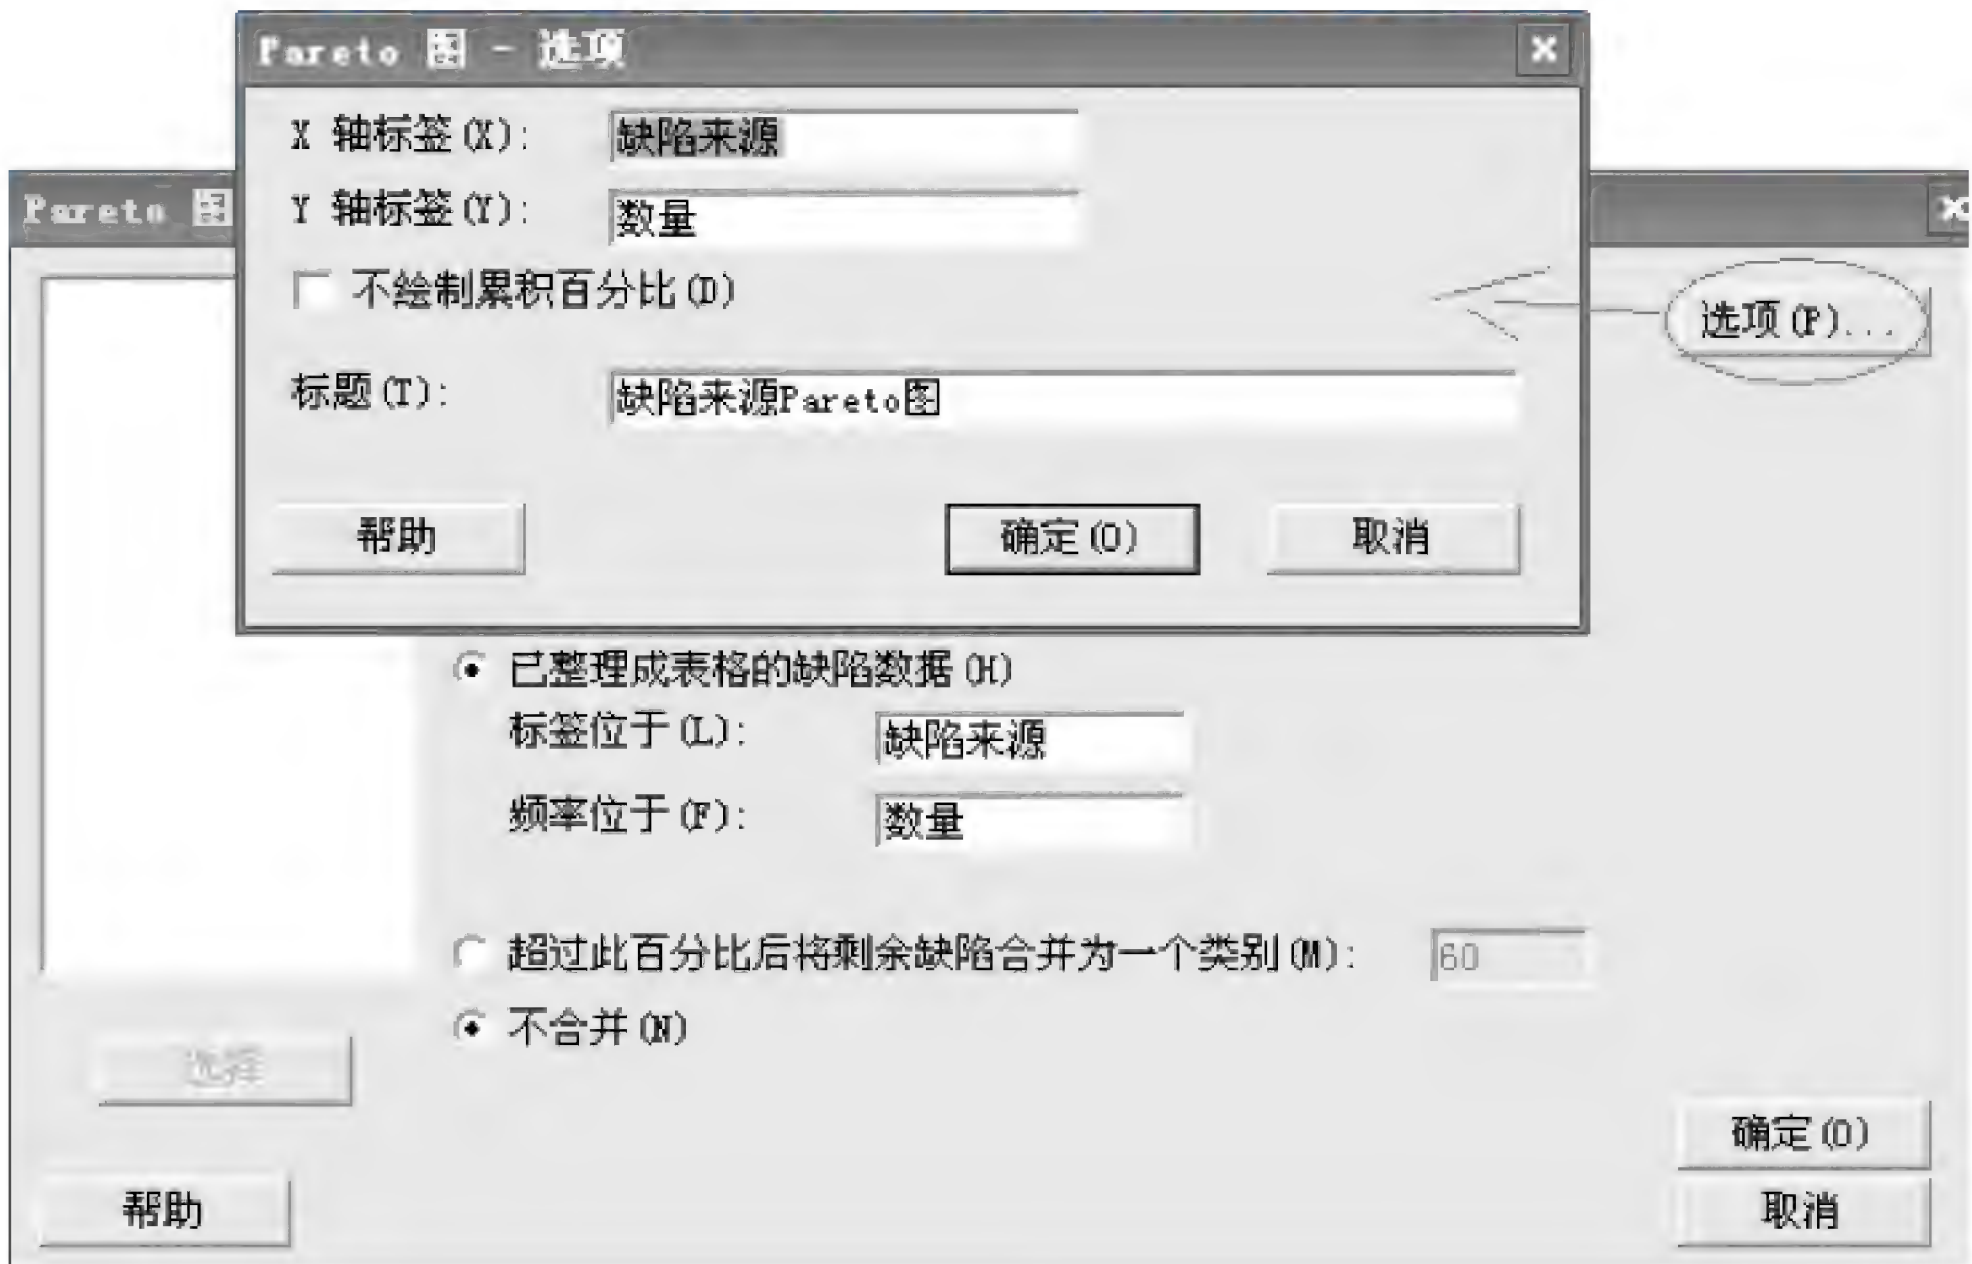 Pareto 图 - 选项
X 轴标签(X): 缺陷来源
Y 轴标签(Y): 数量
不绘制累积百分比(D)
标题(T): 缺陷来源Pareto图
帮助 确定(O) 取消
Pareto 图
选项(P)...
已整理成表格的缺陷数据(H)
标签位于(L): 缺陷来源
频率位于(F): 数量
超过此百分比后将剩余缺陷合并为一个类别(M): 60
不合并(N)
选择
确定(O)
帮助 取消